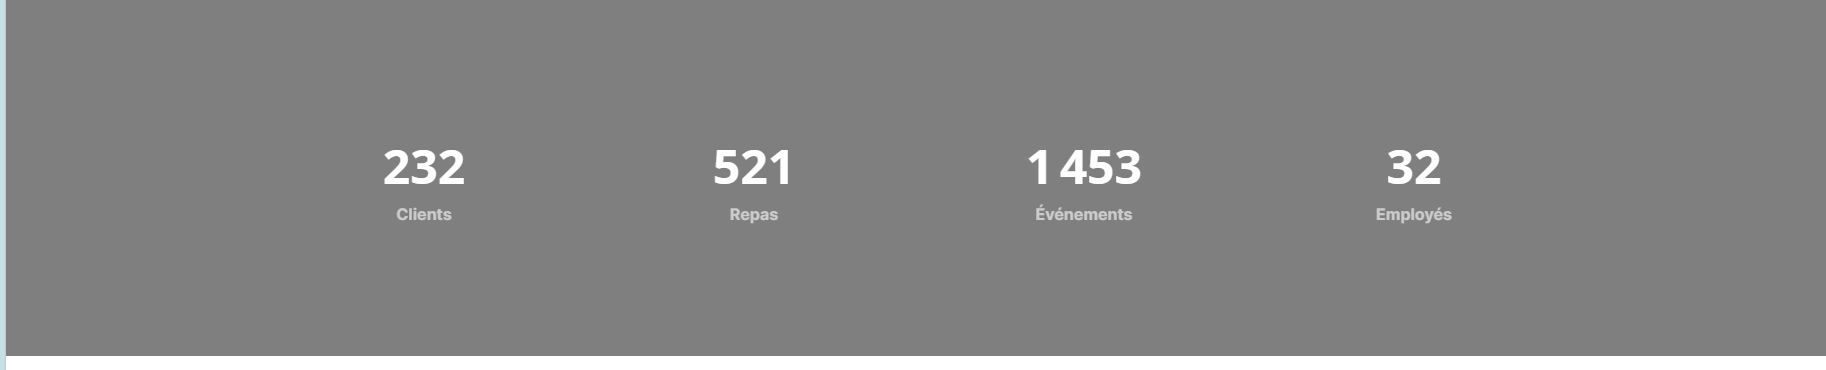 232 521 1 453 32
Clients Repas Événements Employés